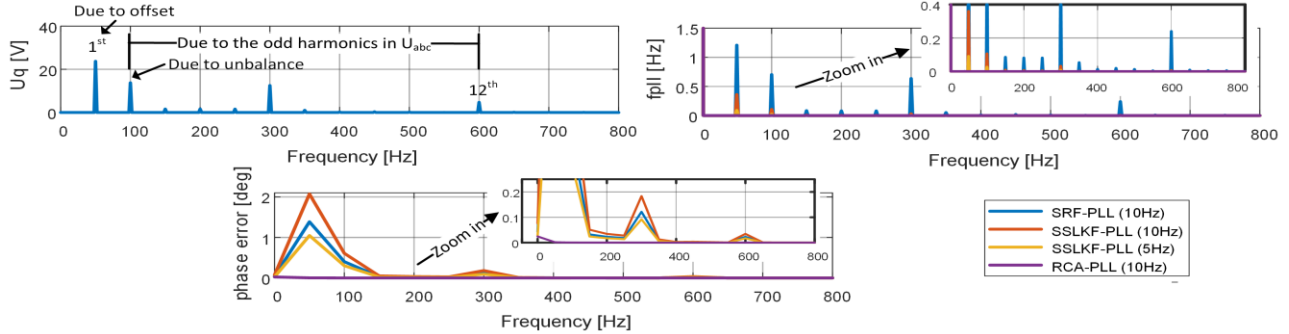 Due to offset
40
1st
Due to the odd harmonics in Uabc
20
Due to unbalance
12th
0
0 100 200 300 400 500 600 700 800
Uq [V]
Frequency [Hz]
1.5
1
0.5
0
0 100 200 300 400 500 600 700 800
fpll [Hz]
Frequency [Hz]
Zoom in
0.4
0.2
0
0 200 400 600 800
2
1
0
0 100 200 300 400 500 600 700 800
phase error [deg]
Frequency [Hz]
Zoom in
0.2
0.1
0
0 200 400 600 800
SRF-PLL (10Hz)
SSLKF-PLL (10Hz)
SSLKF-PLL (5Hz)
RCA-PLL (10Hz)